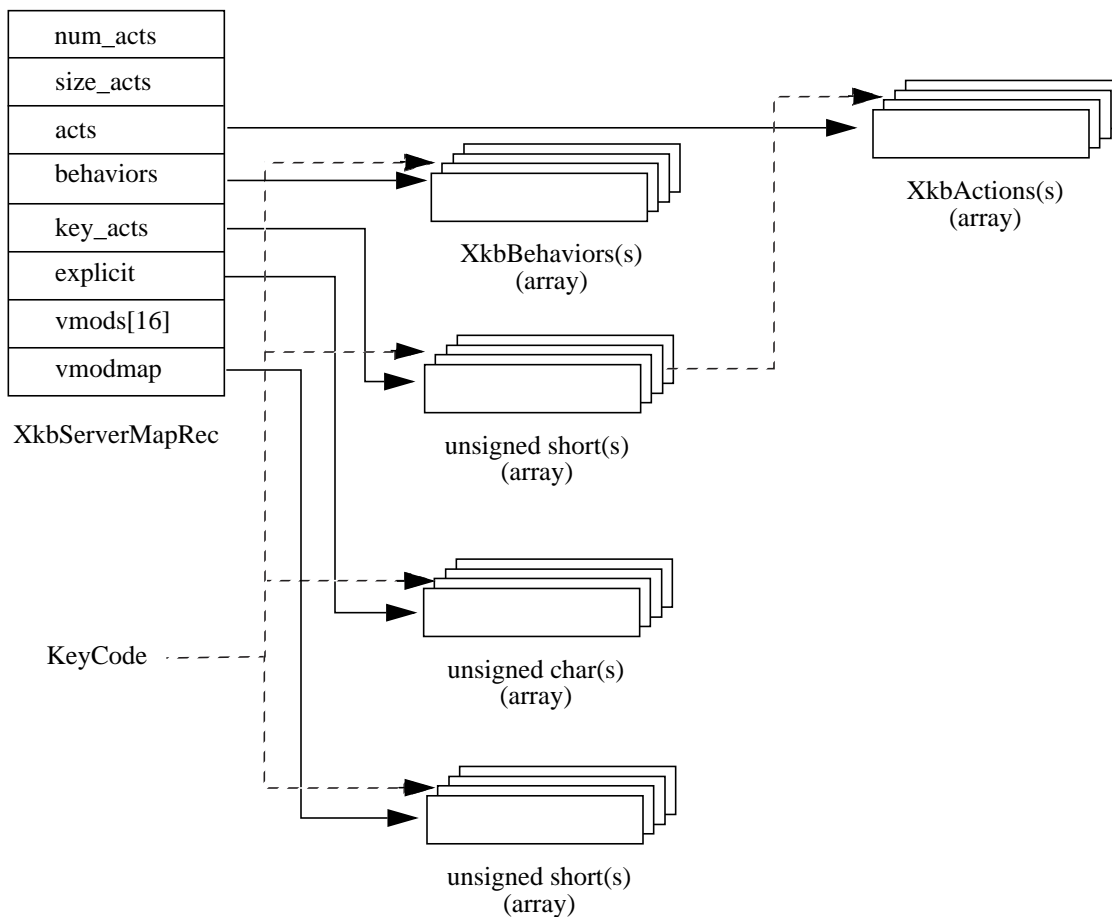 num_acts
size_acts
acts
behaviors
key_acts
explicit
vmods[16]
vmodmap
XkbServerMapRec
XkbActions(s)
(array)
XkbBehaviors(s)
(array)
unsigned short(s)
(array)
KeyCode
unsigned char(s)
(array)
unsigned short(s)
(array)